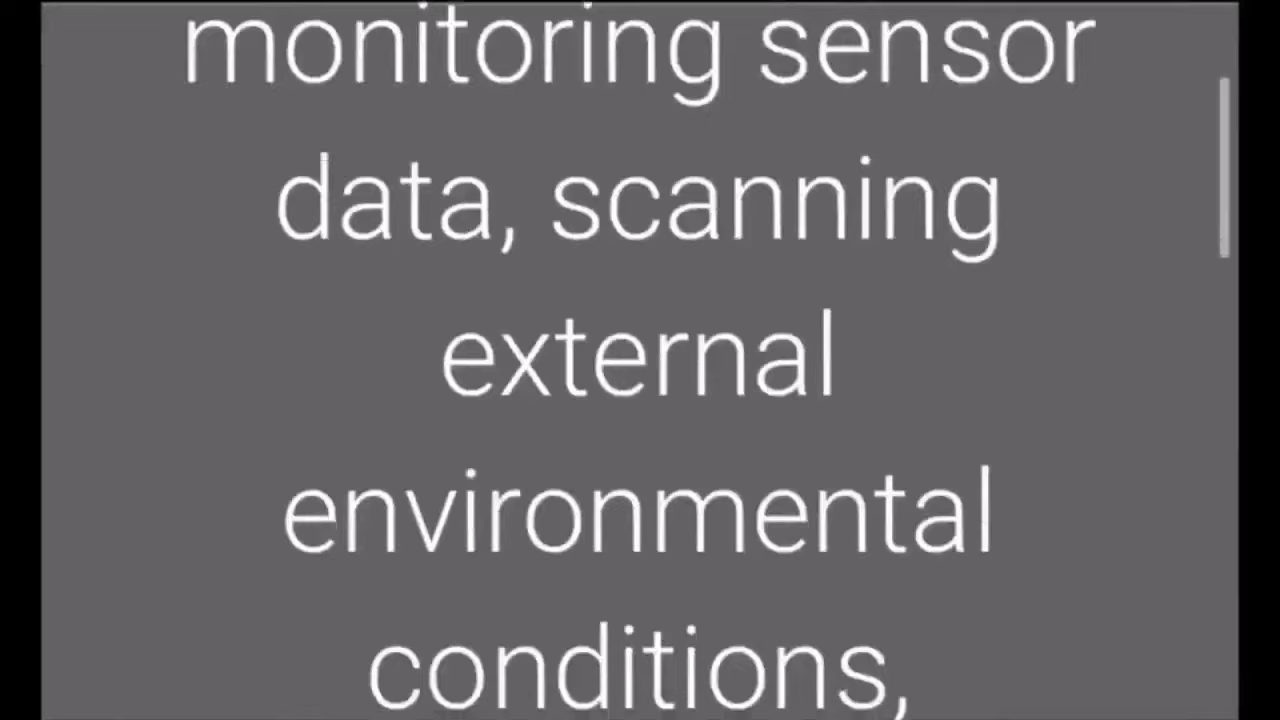 monitoring sensor
data, scanning
external
environmental
conditions,